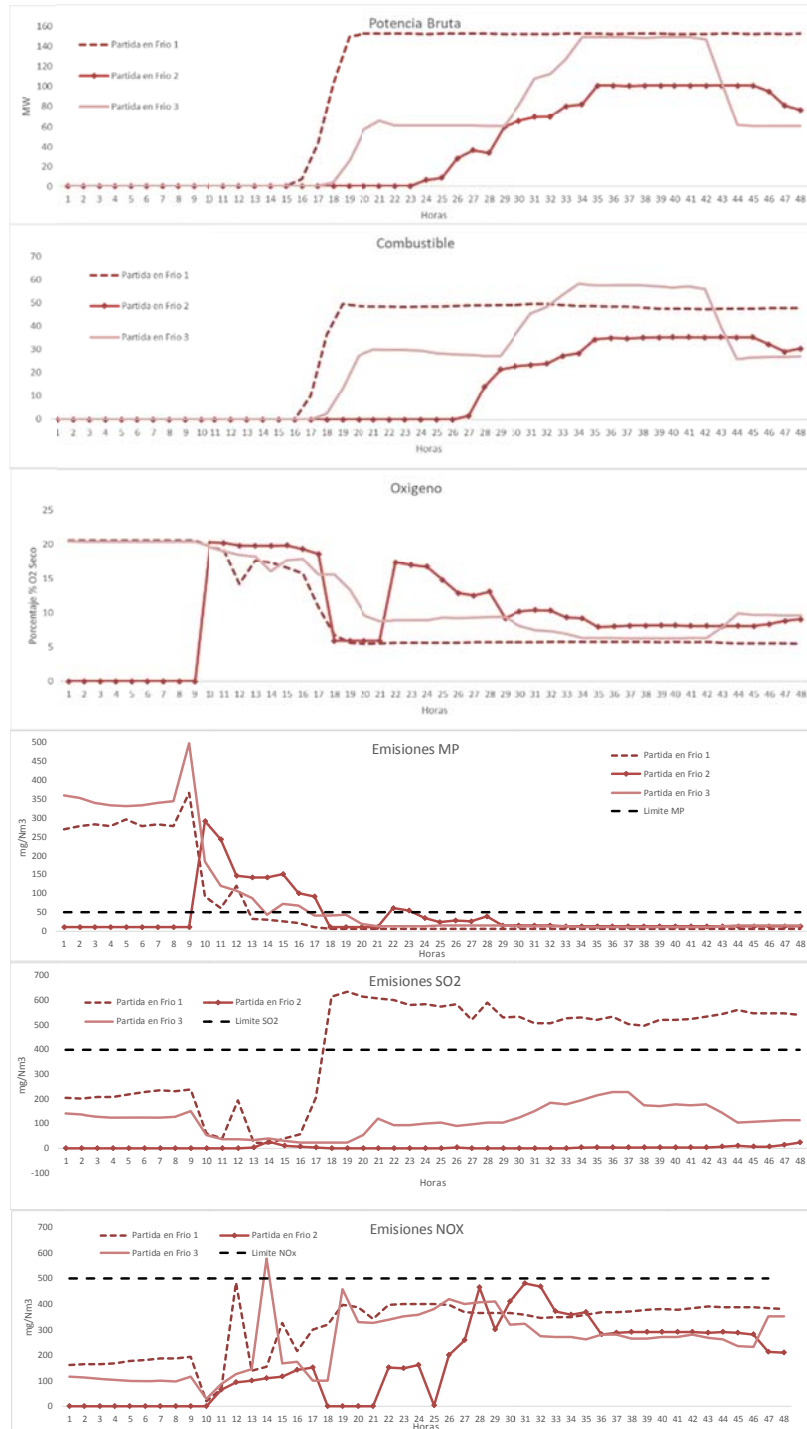 Potencia Bruta
160
140
120
100
80
60
40
20
0
MW
Partida en Frio 1
Partida en Frio 2
Partida en Frio 3
1 2 3 4 5 6 7 8 9 10 11 12 13 14 15 16 17 18 19 20 21 22 23 24 25 26 27 28 29 30 31 32 33 34 35 36 37 38 39 40 41 42 43 44 45 46 47 48
Horas
Combustible
70
60
50
40
30
20
10
0
Partida en Frio 1
Partida en Frio 2
Partida en Frio 3
1 2 3 4 5 6 7 8 9 10 11 12 13 14 15 16 17 18 19 20 21 22 23 24 25 26 27 28 29 30 31 32 33 34 35 36 37 38 39 40 41 42 43 44 45 46 47 48
Horas
Oxigeno
25
20
15
10
5
0
Porcentaje % O2 Seco
1 2 3 4 5 6 7 8 9 10 11 12 13 14 15 16 17 18 19 20 21 22 23 24 25 26 27 28 29 30 31 32 33 34 35 36 37 38 39 40 41 42 43 44 45 46 47 48
Horas
Emisiones MP
500
450
400
350
300
250
200
150
100
50
0
mg/Nm3
Partida en Frio 1
Partida en Frio 2
Partida en Frio 3
Limite MP
1 2 3 4 5 6 7 8 9 10 11 12 13 14 15 16 17 18 19 20 21 22 23 24 25 26 27 28 29 30 31 32 33 34 35 36 37 38 39 40 41 42 43 44 45 46 47 48
Horas
Emisiones SO2
700
600
500
400
300
200
100
0
-100
mg/Nm3
Partida en Frio 1 Partida en Frio 2
Partida en Frio 3 Limite SO2
1 2 3 4 5 6 7 8 9 10 11 12 13 14 15 16 17 18 19 20 21 22 23 24 25 26 27 28 29 30 31 32 33 34 35 36 37 38 39 40 41 42 43 44 45 46 47 48
Horas
Emisiones NOX
700
600
500
400
300
200
100
0
mg/Nm3
Partida en Frio 1 Partida en Frio 2
Partida en Frio 3 Limite NOx
1 2 3 4 5 6 7 8 9 10 11 12 13 14 15 16 17 18 19 20 21 22 23 24 25 26 27 28 29 30 31 32 33 34 35 36 37 38 39 40 41 42 43 44 45 46 47 48
Horas